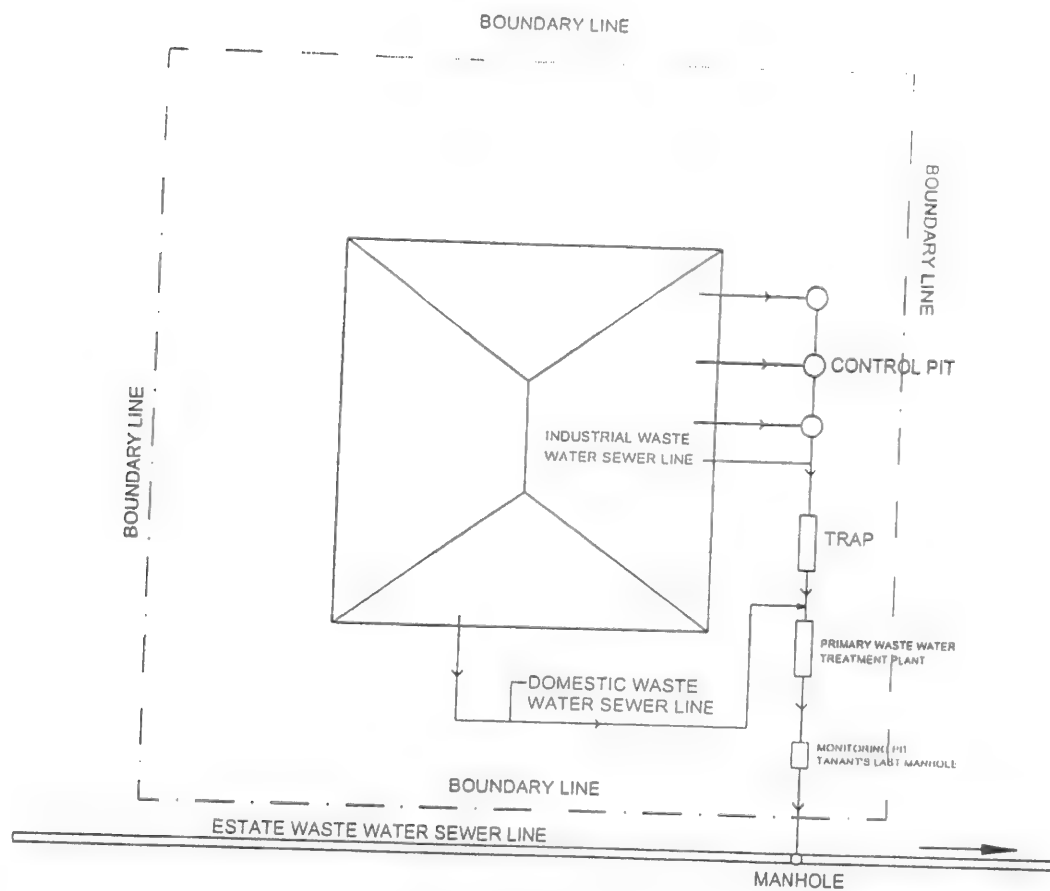 BOUNDARY LINE
BOUNDARY LINE
BOUNDARY LINE
CONTROL PIT
INDUSTRIAL WASTE
WATER SEWER LINE
TRAP
PRIMARY WASTE WATER
TREATMENT PLANT
DOMESTIC WASTE
WATER SEWER LINE
MONITORING PIT
TANANT'S LAST MANHOLE
BOUNDARY LINE
ESTATE WASTE WATER SEWER LINE
MANHOLE